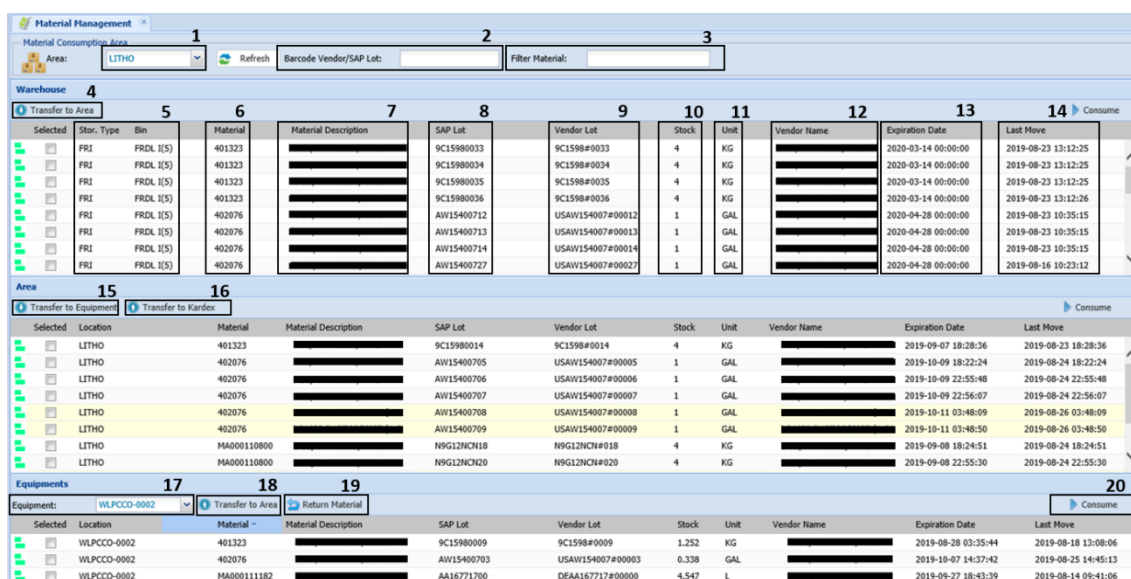 Material Management
Material Consumption Area
1 2 3
Area: LITHO Refresh Barcode Vendor/SAP Lot: Filter Material:
Warehouse 4
Transfer to Area 5 6 7 8 9 10 11 12 13 14 Consume
Selected Stor. Type Bin Material Material Description SAP Lot Vendor Lot Stock Unit Vendor Name Expiration Date Last Move
FRI FRDL I(5) 401323 9C15980033 9C1598#0033 4 KG 2020-03-14 00:00:00 2019-08-23 13:12:25
FRI FRDL I(5) 401323 9C15980034 9C1598#0034 4 KG 2020-03-14 00:00:00 2019-08-23 13:12:25
FRI FRDL I(5) 401323 9C15980035 9C1598#0035 4 KG 2020-03-14 00:00:00 2019-08-23 13:12:25
FRI FRDL I(5) 401323 9C15980036 9C1598#0036 4 KG 2020-03-14 00:00:00 2019-08-23 13:12:26
FRI FRDL I(5) 402076 AW15400712 USAW154007#00012 1 GAL 2020-04-28 00:00:00 2019-08-23 10:35:15
FRI FRDL I(5) 402076 AW15400713 USAW154007#00013 1 GAL 2020-04-28 00:00:00 2019-08-23 10:35:15
FRI FRDL I(5) 402076 AW15400714 USAW154007#00014 1 GAL 2020-04-28 00:00:00 2019-08-23 10:35:15
FRI FRDL I(5) 402076 AW15400727 USAW154007#00027 1 GAL 2020-04-28 00:00:00 2019-08-16 10:23:12
Area 15 16
Transfer to Equipment Transfer to Kardex Consume
Selected Location Material Material Description SAP Lot Vendor Lot Stock Unit Vendor Name Expiration Date Last Move
LITHO 401323 9C15980014 9C1598#0014 4 KG 2019-09-07 18:28:36 2019-08-23 18:28:36
LITHO 402076 AW15400705 USAW154007#00005 1 GAL 2019-10-09 18:22:24 2019-08-24 18:22:24
LITHO 402076 AW15400706 USAW154007#00006 1 GAL 2019-10-09 22:55:48 2019-08-24 22:55:48
LITHO 402076 AW15400707 USAW154007#00007 1 GAL 2019-10-09 22:56:07 2019-08-24 22:56:07
LITHO 402076 AW15400708 USAW154007#00008 1 GAL 2019-10-11 03:48:09 2019-08-26 03:48:09
LITHO 402076 AW15400709 USAW154007#00009 1 GAL 2019-10-11 03:48:50 2019-08-26 03:48:50
LITHO MA000110800 N9G12NCN18 N9G12NCN#018 4 KG 2019-09-08 18:24:51 2019-08-24 18:24:51
LITHO MA000110800 N9G12NCN20 N9G12NCN#020 4 KG 2019-09-08 22:55:30 2019-08-24 22:55:30
Equipments 17 18 19 20
Equipment: WLPCCO-0002 Transfer to Area Return Material Consume
Selected Location Material Material Description SAP Lot Vendor Lot Stock Unit Vendor Name Expiration Date Last Move
WLPCCO-0002 401323 9C15980009 9C1598#0009 1.252 KG 2019-08-28 03:35:44 2019-08-18 13:08:06
WLPCCO-0002 402076 AW15400703 USAW154007#00003 0.338 GAL 2019-10-07 14:37:42 2019-08-25 14:45:13
WLPCCO-0002 MA000111182 AA16771700 DEAA167717#00000 4.547 L 2019-09-27 18:43:39 2019-08-14 09:41:06